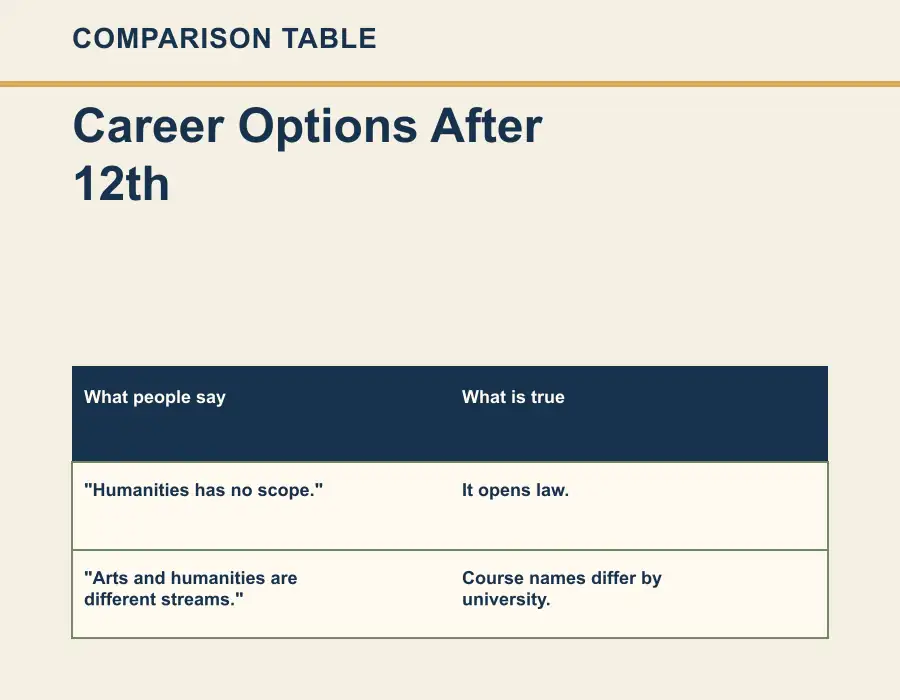 COMPARISON TABLE
Career Options After
12th
What people say
What is true
"Humanities has no scope."
It opens law.
"Arts and humanities are
different streams."
Course names differ by
university.